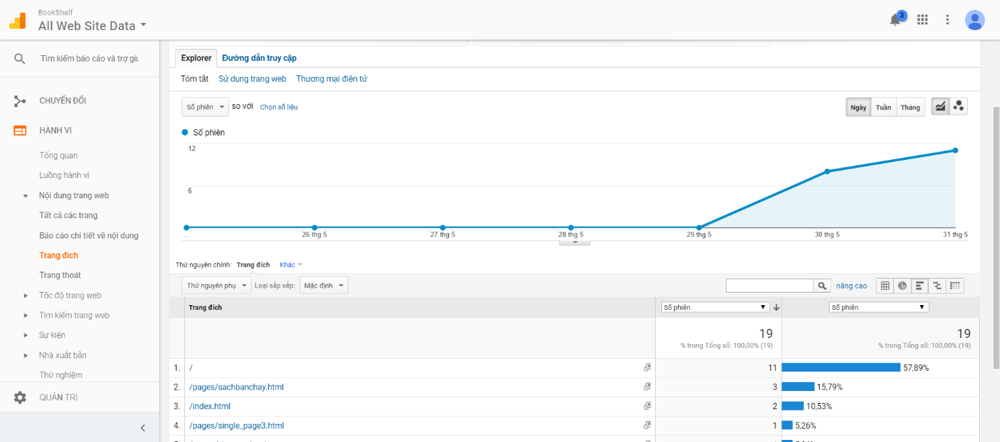 BookShelf
All Web Site Data
3
Tìm kiếm báo cáo và trợ giú
CHUYỂN ĐỔI
HÀNH VI
Tổng quan
Luồng hành vi
Nội dung trang web
Tất cả các trang
Báo cáo chi tiết về nội dung
Trang đích
Trang thoát
Tốc độ trang web
Tìm kiếm trang web
Sự kiện
Nhà xuất bản
Thử nghiệm
QUẢN TRỊ
Explorer Đường dẫn truy cập
Tóm tắt Sử dụng trang web Thương mại điện tử
Số phiên so với Chọn số liệu
Ngày Tuần Tháng
Số phiên
12
6
... 26 thg 5 27 thg 5 28 thg 5 29 thg 5 30 thg 5 31 thg 5
Thứ nguyên chính: Trang đích Khác
Thứ nguyên phụ Loại sắp xếp: Mặc định nâng cao
Trang đích Số phiên Số phiên
19 19
% trong Tổng số: 100,00% (19) % trong Tổng số: 100,00% (19)
1. / 11 57,89%
2. /pages/sachbanchay.html 3 15,79%
3. /index.html 2 10,53%
4. /pages/single_page3.html 1 5,26%